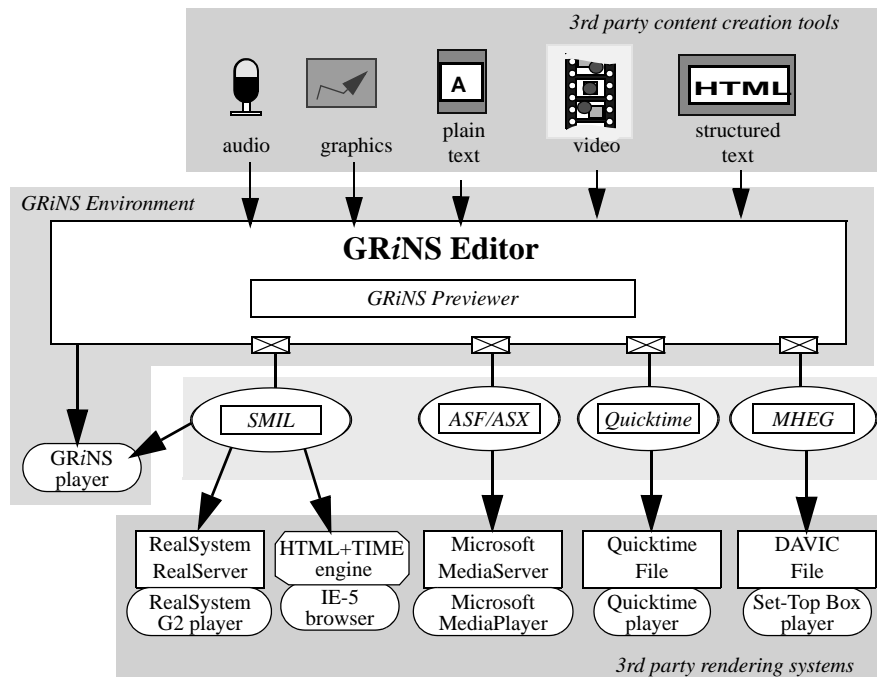 3rd party content creation tools
A
HTML
audio
graphics
plain
text
video
structured
text
GRiNS Environment
GRiNS Editor
GRiNS Previewer
SMIL
ASF/ASX
Quicktime
MHEG
GRiNS
player
RealSystem
RealServer
RealSystem
G2 player
HTML+TIME
engine
IE-5
browser
Microsoft
MediaServer
Microsoft
MediaPlayer
Quicktime
File
Quicktime
player
DAVIC
File
Set-Top Box
player
3rd party rendering systems